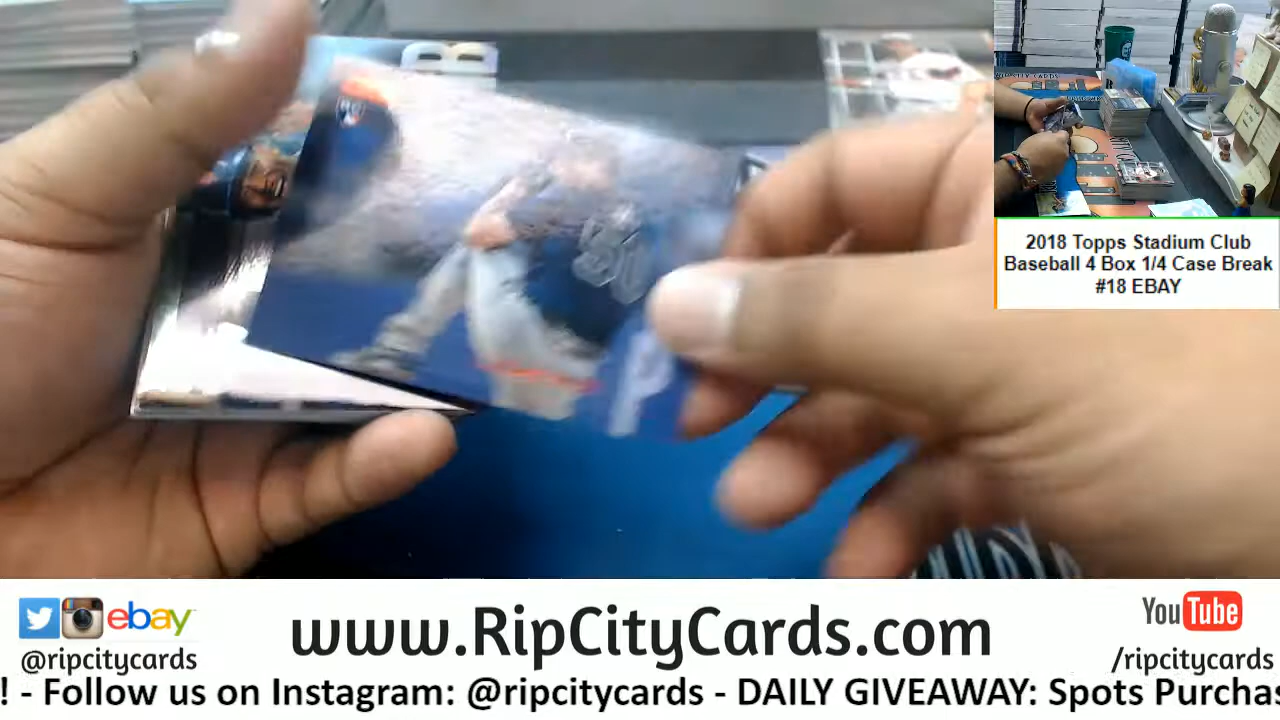 RC
2018 Topps Stadium Club
Baseball 4 Box 1/4 Case Break
#18 EBAY
ebay
@ripcitycards
www.RipCityCards.com
YouTube
/ripcitycards
! - Follow us on Instagram: @ripcitycards - DAILY GIVEAWAY: Spots Purchas